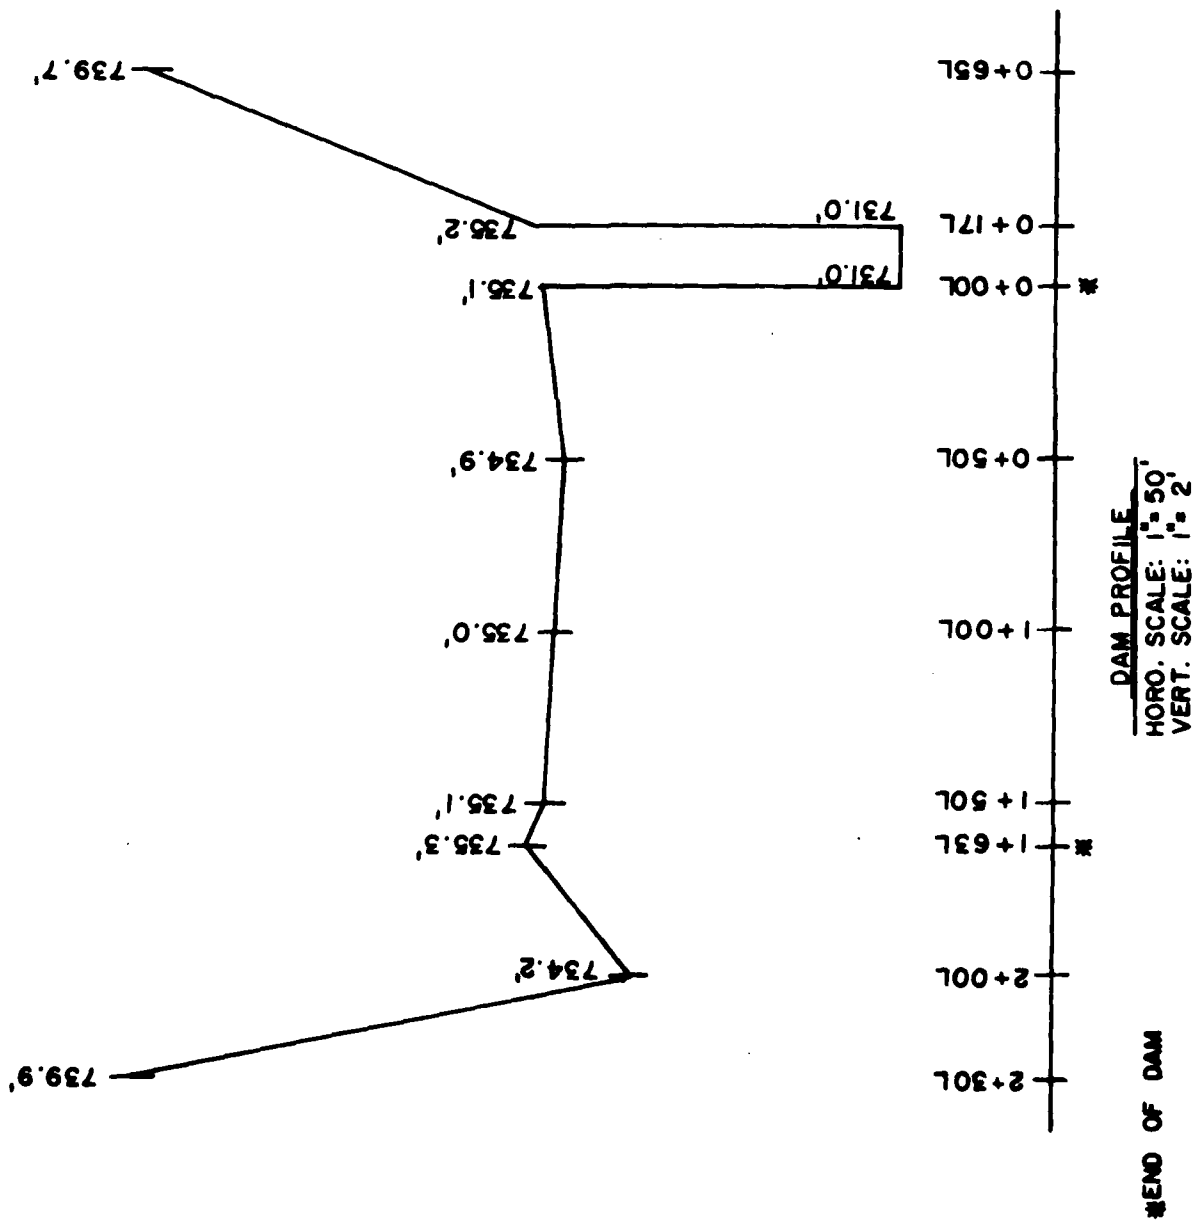 739.7'
735.2'
731.0'
731.0'
735.1'
734.9'
735.0'
735.1'
735.3'
734.2'
739.9'
0+65L
0+17L
0+00L *
0+50L
1+00L
1+50L
1+63L *
2+00L
2+30L
DAM PROFILE
HORO. SCALE: 1"=50'
VERT. SCALE: 1"= 2'
*END OF DAM